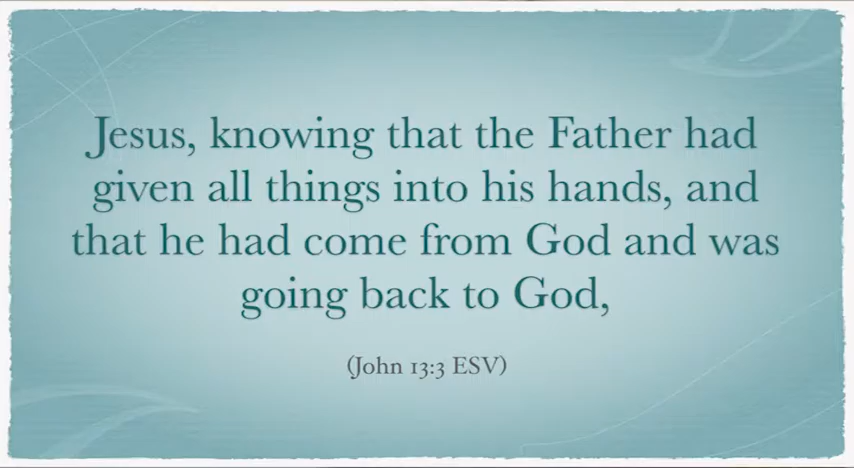 Jesus, knowing that the Father had
given all things into his hands, and
that he had come from God and was
going back to God,
(John 13:3 ESV)